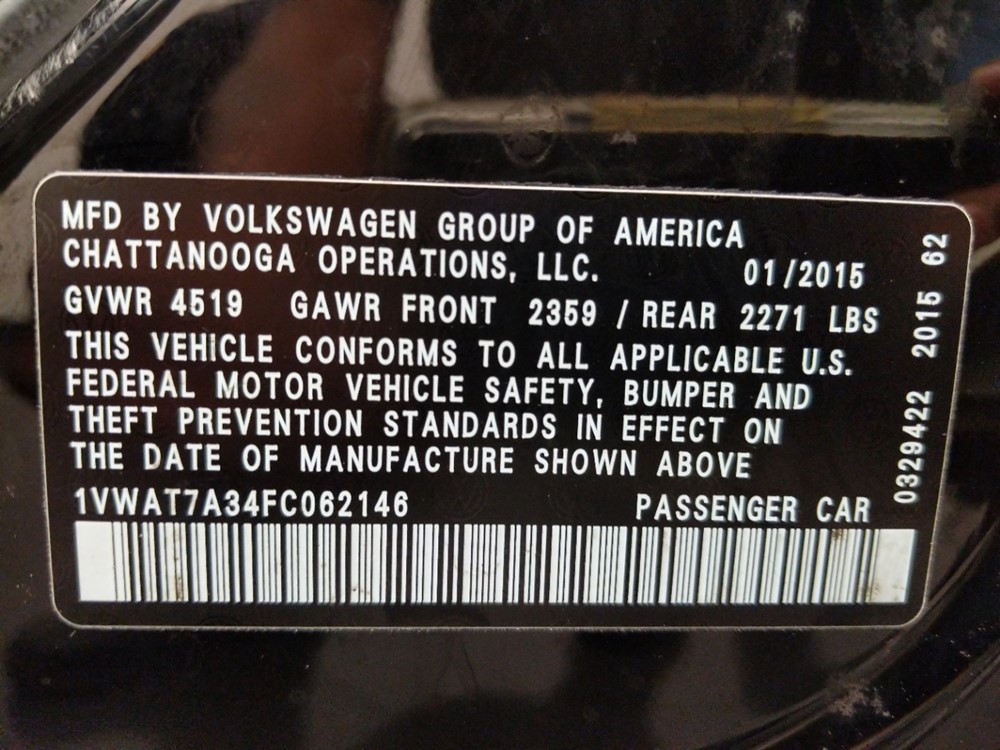 MFD BY VOLKSWAGEN GROUP OF AMERICA
CHATTANOOGA OPERATIONS, LLC. 01/2015
GVWR 4519 GAWR FRONT 2359 / REAR 2271 LBS
THIS VEHICLE CONFORMS TO ALL APPLICABLE U.S.
FEDERAL MOTOR VEHICLE SAFETY, BUMPER AND
THEFT PREVENTION STANDARDS IN EFFECT ON
THE DATE OF MANUFACTURE SHOWN ABOVE
1VWAT7A34FC062146 PASSENGER CAR
0329422 2015 62